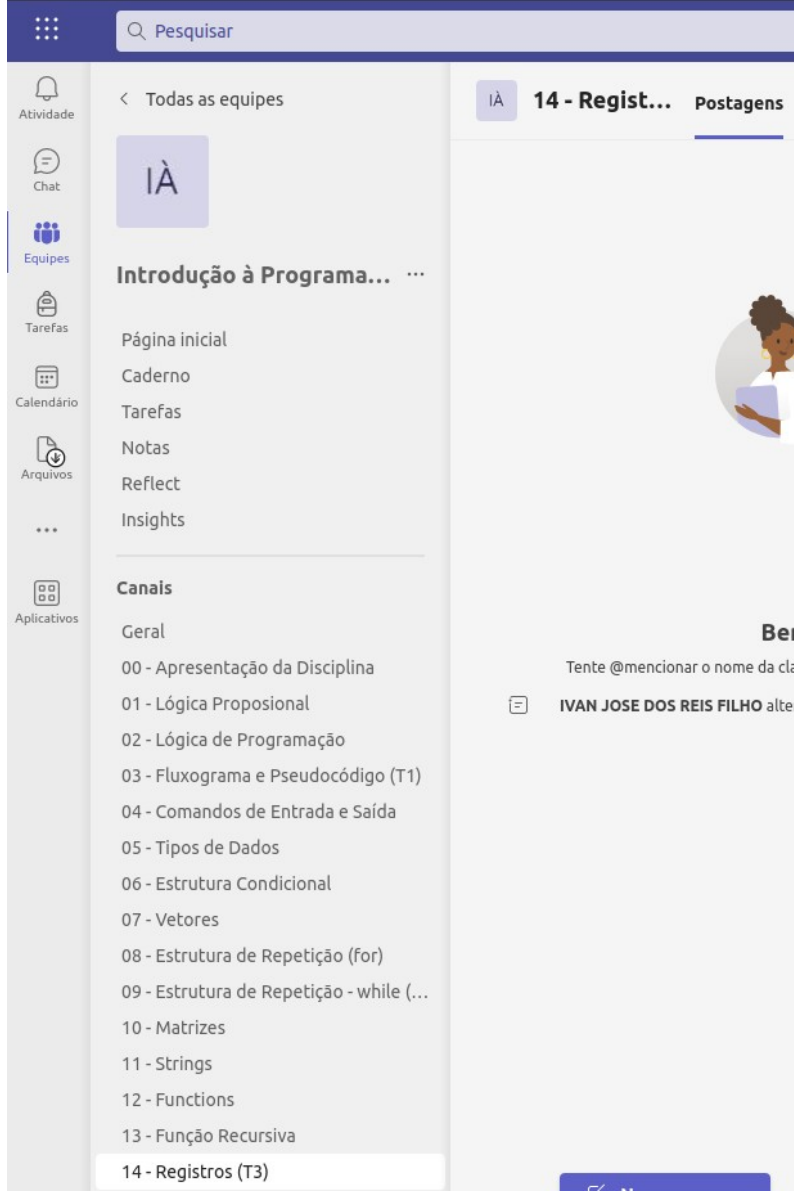 Pesquisar
Atividade
Chat
Equipes
Tarefas
Calendário
Arquivos
Aplicativos
Todas as equipes
IÀ
Introdução à Programa... ...
Página inicial
Caderno
Tarefas
Notas
Reflect
Insights
Canais
Geral
00 - Apresentação da Disciplina
01 - Lógica Proposional
02 - Lógica de Programação
03 - Fluxograma e Pseudocódigo (T1)
04 - Comandos de Entrada e Saída
05 - Tipos de Dados
06 - Estrutura Condicional
07 - Vetores
08 - Estrutura de Repetição (for)
09 - Estrutura de Repetição - while (...
10 - Matrizes
11 - Strings
12 - Functions
13 - Função Recursiva
14 - Registros (T3)
IÀ 14 - Regist... Postagens
Tente @mencionar o nome da
IVAN JOSE DOS REIS FILHO